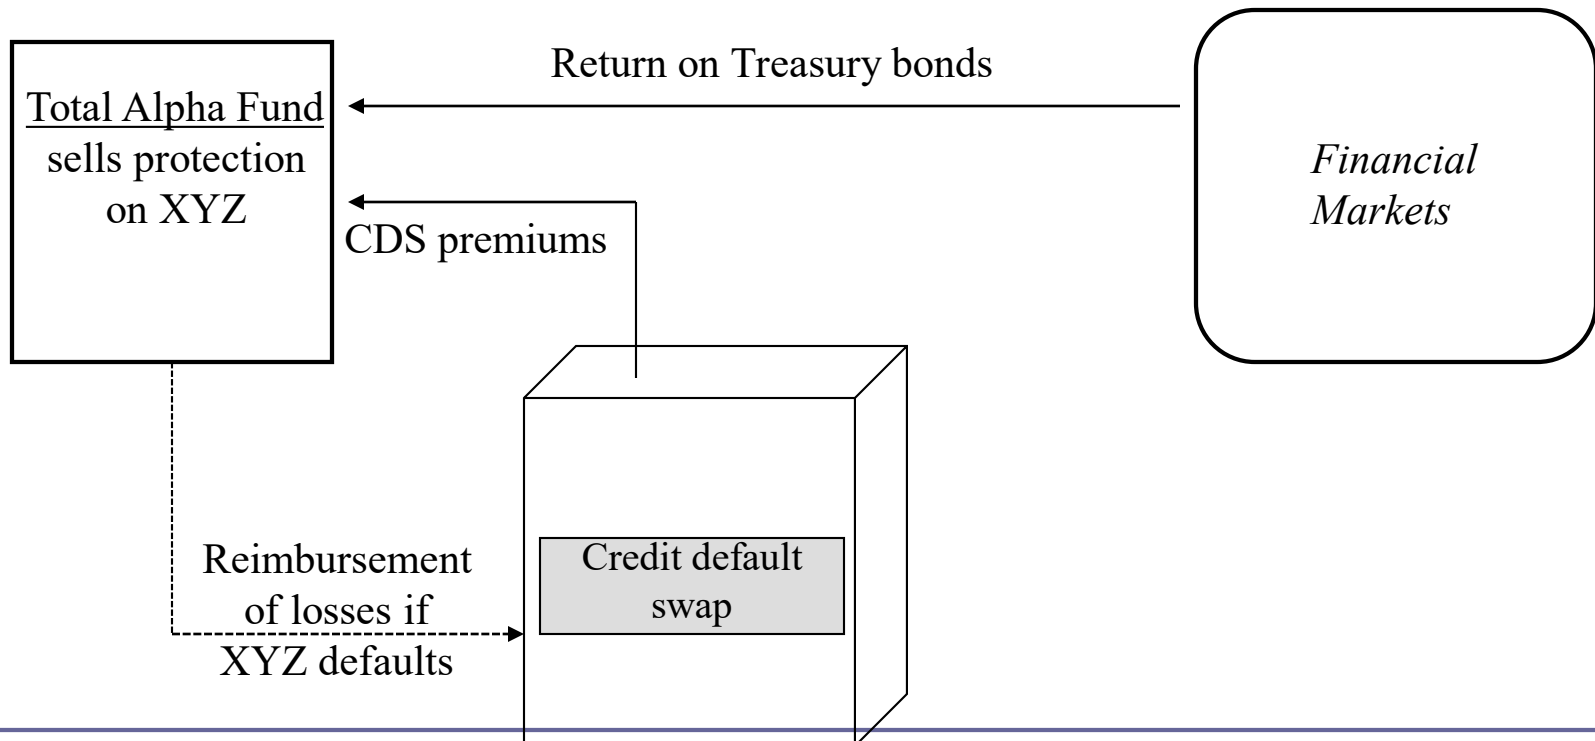 Return on Treasury bonds
Total Alpha Fund
sells protection
on XYZ
Financial
Markets
CDS premiums
Credit default
swap
Reimbursement
of losses if
XYZ defaults